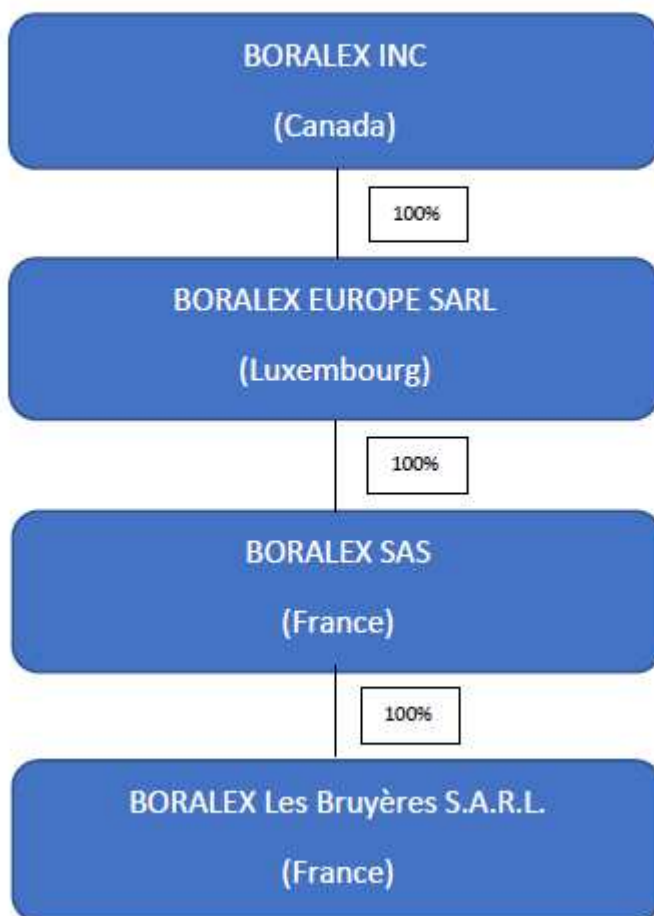 BORALEX INC
(Canada)
100%
BORALEX EUROPE SARL
(Luxembourg)
100%
BORALEX SAS
(France)
100%
BORALEX Les Bruyères S.A.R.L.
(France)